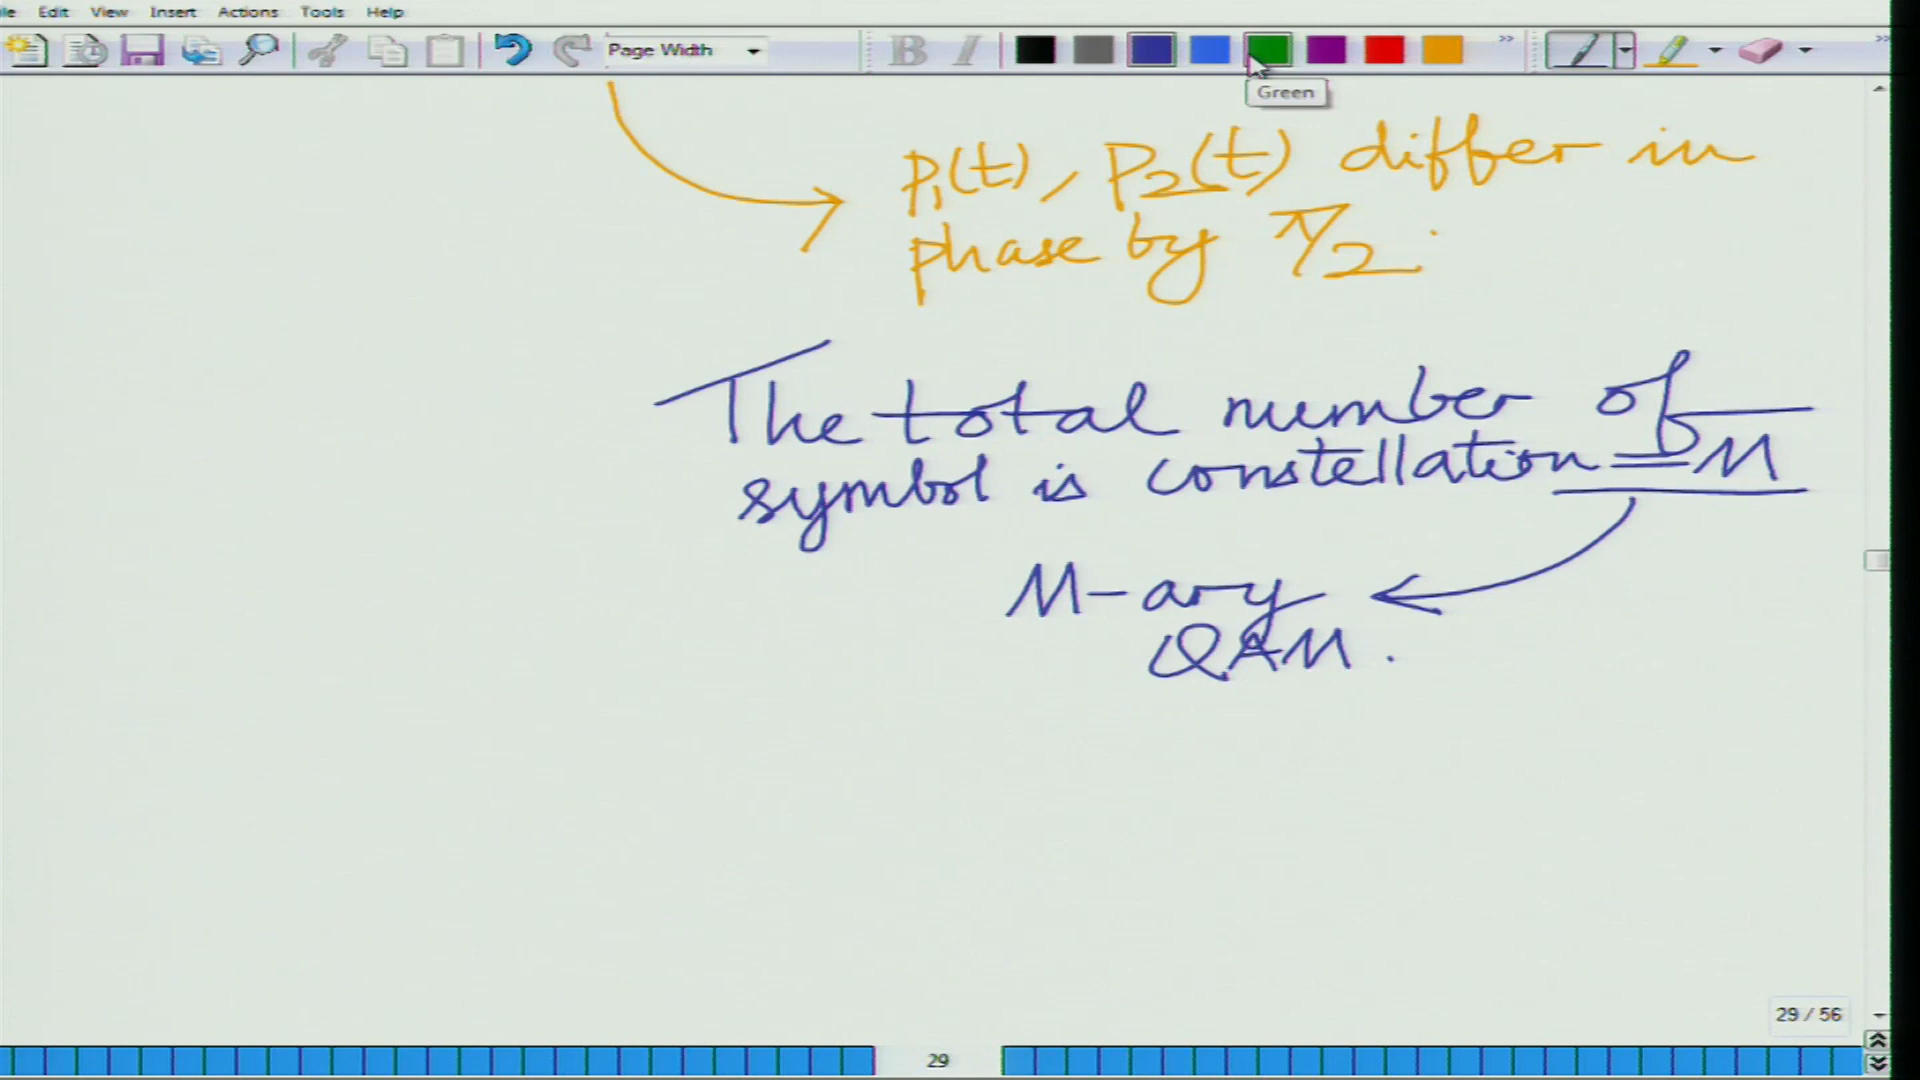 le Edit View Insert Actions Tools Help
Page Width B I
Green
p₁(t), p₂(t) differ in
phase by π/2.
The total number of
symbol is constellation = M
M-ary
QAM.
29 / 56
29